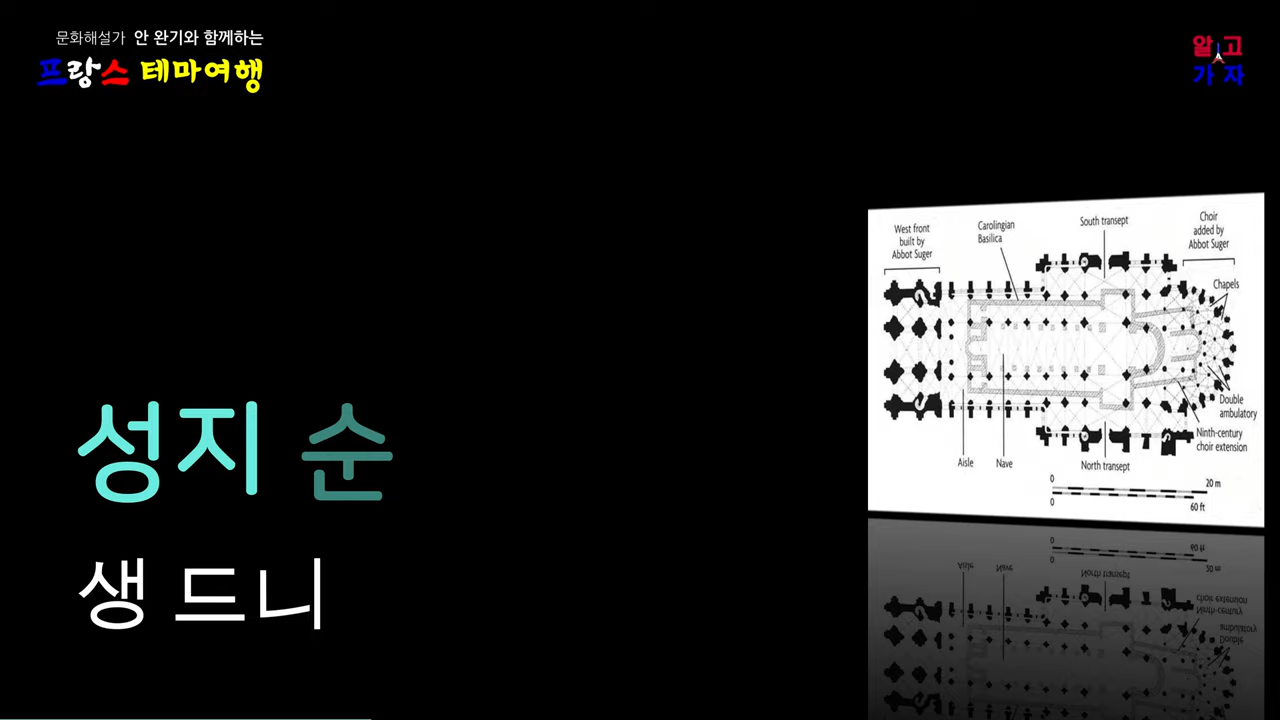 문화해설가 안 완기와 함께하는
프랑스 테마여행
알고
가자
West front
built by
Abbot Suger
Carolingian
Basilica
South transept
Choir
added by
Abbot Suger
Chapels
Double
ambulatory
Ninth-century
choir extension
Aisle
Nave
North transept
0
20 m
0
60 ft
성지 순
생 드니